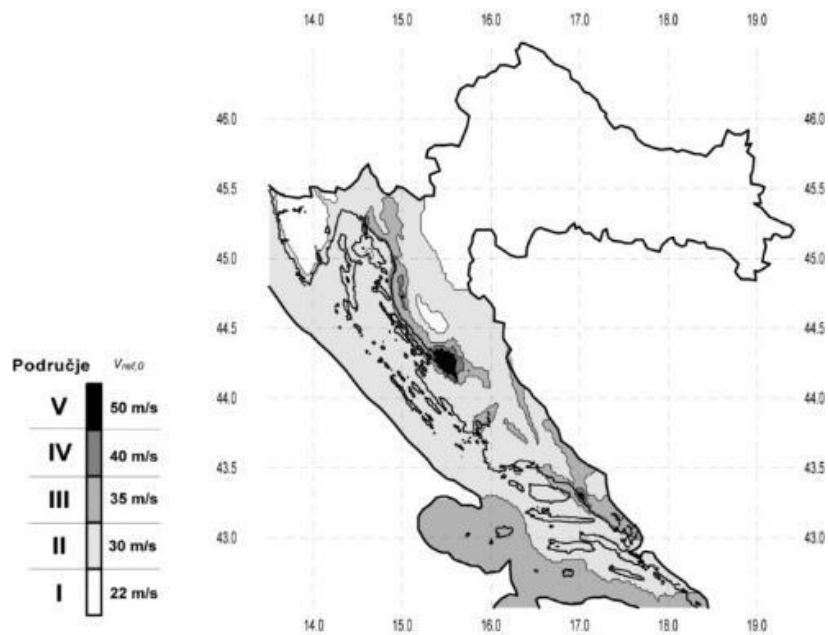 14.0 15.0 16.0 17.0 18.0 19.0
46.0 46.0
45.5 45.5
45.0 45.0
44.5 44.5
44.0 44.0
43.5 43.5
43.0 43.0
14.0 15.0 16.0 17.0 18.0 19.0
Područje Vref,0
V 50 m/s
IV 40 m/s
III 35 m/s
II 30 m/s
I 22 m/s